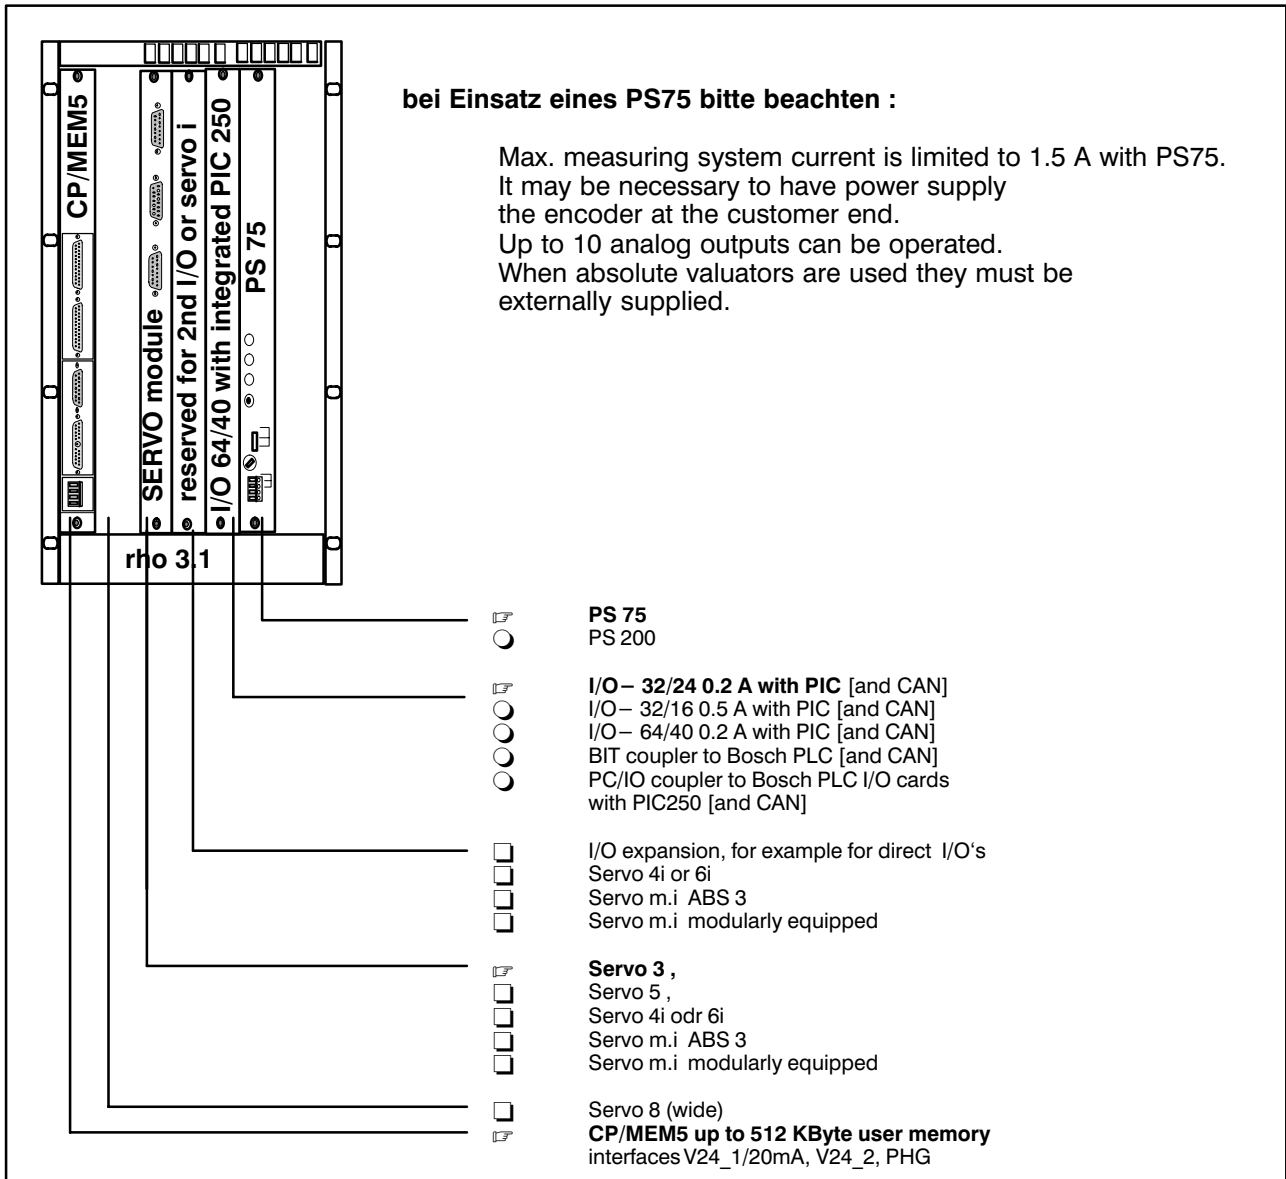 CP/MEM5
SERVO module
reserved for 2nd I/O or servo i
I/O 64/40 with integrated PIC 250
PS 75
rho 3.1
bei Einsatz eines PS75 bitte beachten :
Max. measuring system current is limited to 1.5 A with PS75.
It may be necessary to have power supply
the encoder at the customer end.
Up to 10 analog outputs can be operated.
When absolute valuators are used they must be
externally supplied.
PS 75
PS 200
I/O– 32/24 0.2 A with PIC [and CAN]
I/O– 32/16 0.5 A with PIC [and CAN]
I/O– 64/40 0.2 A with PIC [and CAN]
BIT coupler to Bosch PLC [and CAN]
PC/IO coupler to Bosch PLC I/O cards
with PIC250 [and CAN]
I/O expansion, for example for direct I/O‘s
Servo 4i or 6i
Servo m.i ABS 3
Servo m.i modularly equipped
Servo 3 ,
Servo 5 ,
Servo 4i odr 6i
Servo m.i ABS 3
Servo m.i modularly equipped
Servo 8 (wide)
CP/MEM5 up to 512 KByte user memory
interfaces V24_1/20mA, V24_2, PHG